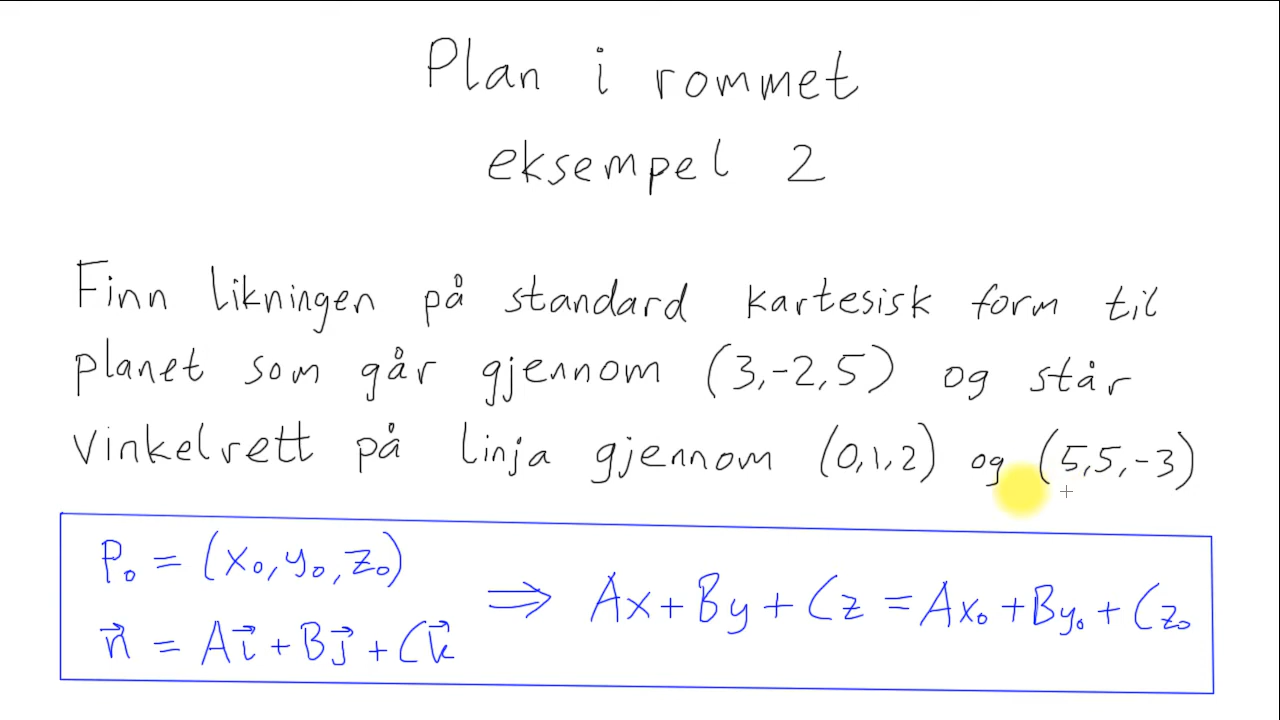 Plan i rommet
eksempel 2
Finn likningen på standard kartesisk form til
planet som går gjennom (3,-2,5) og står
vinkelrett på linja gjennom (0,1,2) og (5,5,-3)
P₀ = (x₀,y₀,z₀)
n⃗ = Ai⃗ + Bj⃗ + Ck⃗
⇒ Ax + By + Cz = Ax₀ + By₀ + Cz₀